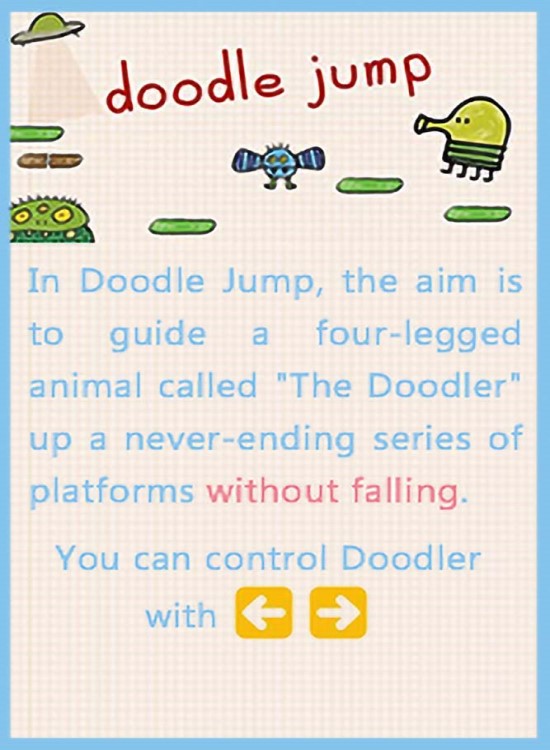 doodle jump
In Doodle Jump, the aim is
to guide a four-legged
animal called "The Doodler"
up a never-ending series of
platforms without falling.
You can control Doodler
with